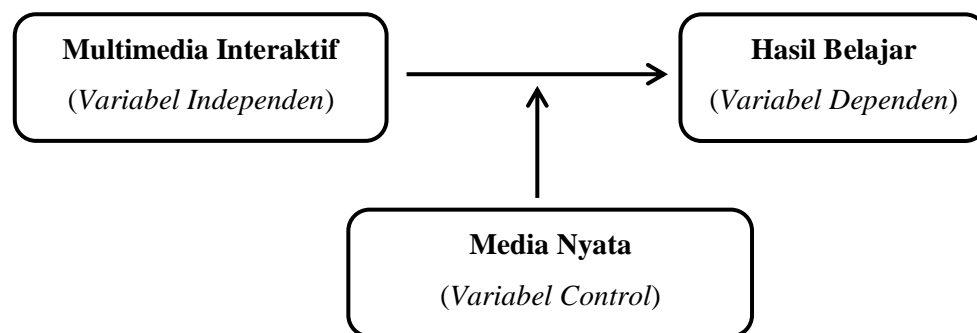 Multimedia Interaktif
(Variabel Independen)
Hasil Belajar
(Variabel Dependen)
Media Nyata
(Variabel Control)